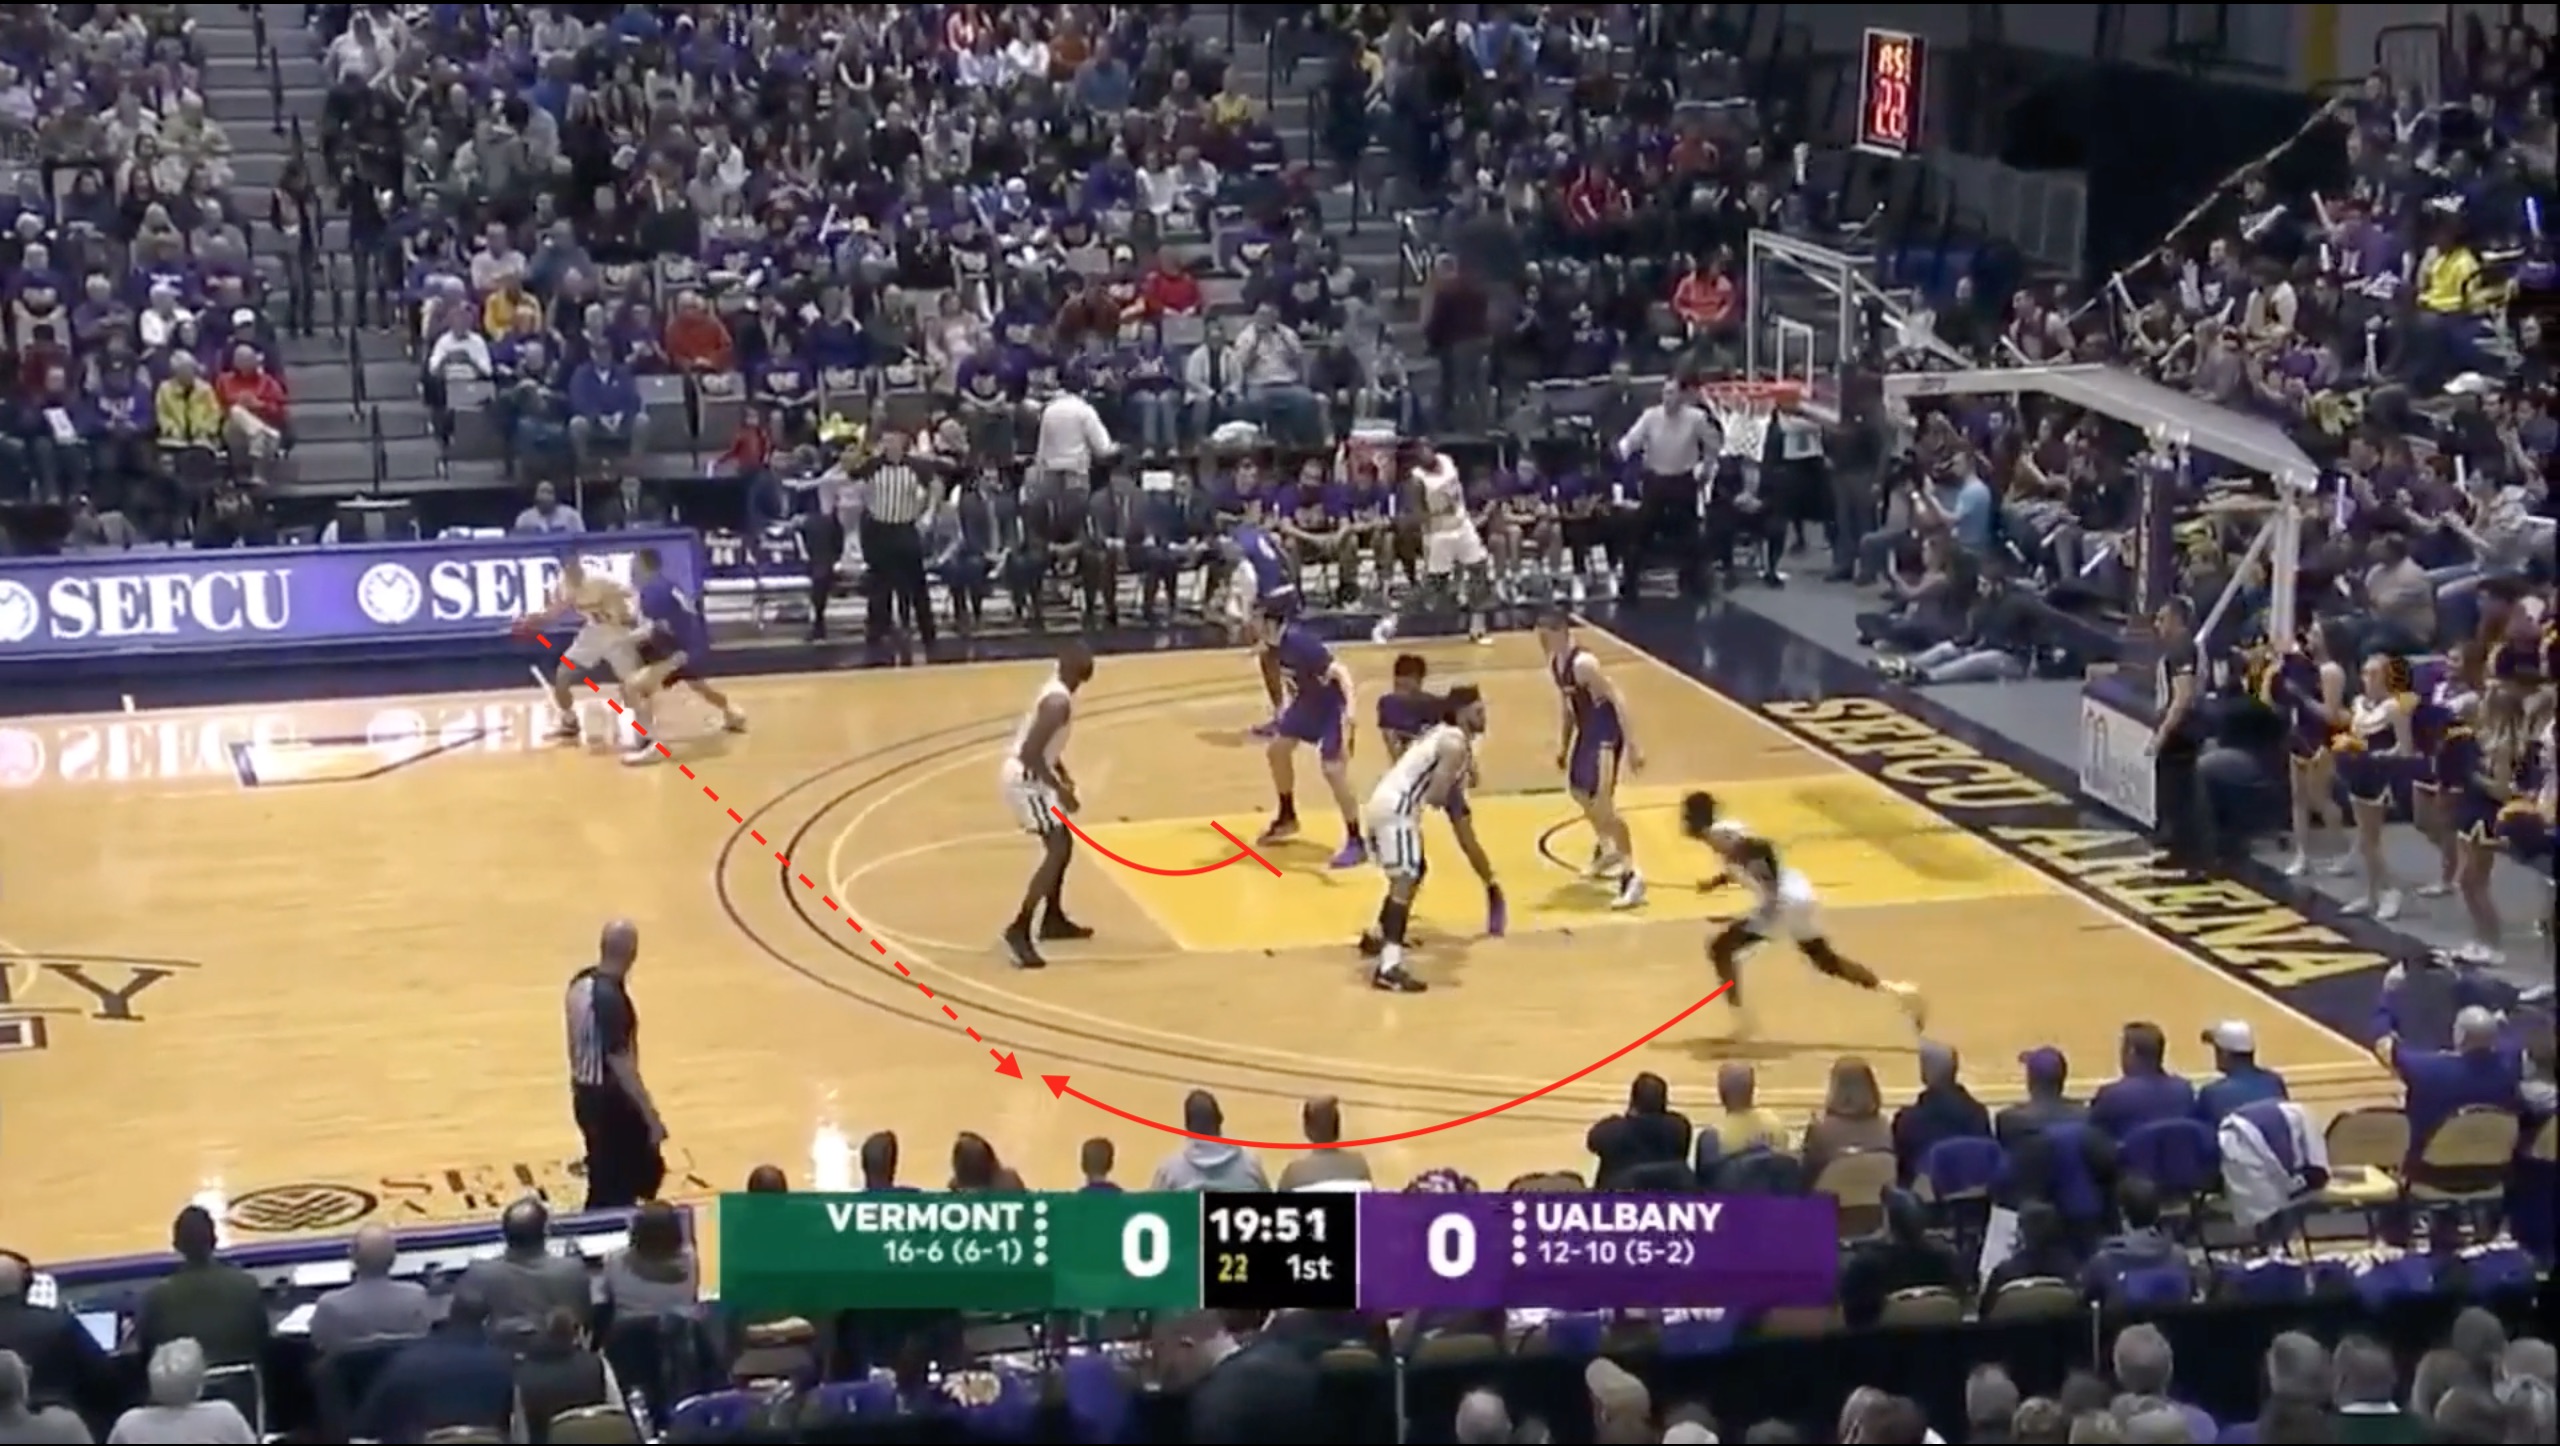 SEFCU
SEFCU
SEFCU ARENA
Y
VERMONT
16-6 (6-1)
0
19:51
22 1st
0
UALBANY
12-10 (5-2)